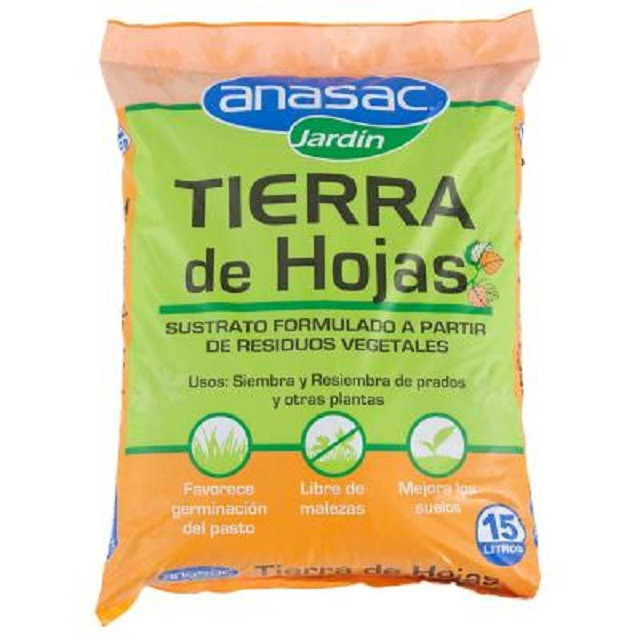 anasac
Jardín
TIERRA
de Hojas
SUSTRATO FORMULADO A PARTIR
DE RESIDUOS VEGETALES
Usos: Siembra y Resiembra de prados
y otras plantas
Favorece
germinación
del pasto
Libre de
malezas
Mejora los
suelos
15
LITROS
anasac Tierra de Hojas